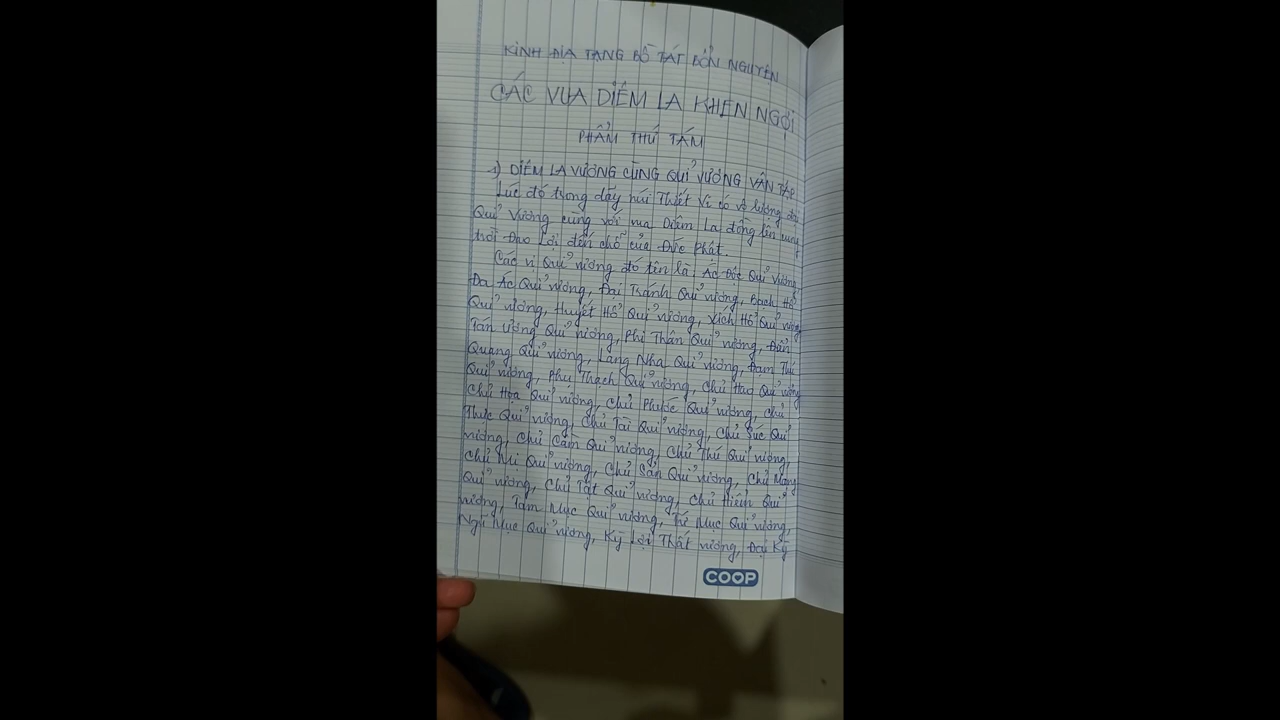 KINH ĐỊA TẠNG BỒ TÁT BỔN NGUYỆN
CÁC VUA DIÊM LA KHEN NGỢI
PHẨM THỨ TÁM
1) DIÊM LA VƯƠNG CÙNG QUỈ VƯƠNG VÂN TẬP
Lúc đó trong dãy núi Thiết Vi có vô lượng đại
Quỉ Vương cùng với vua Diêm La đồng lên cung
trời Đao Lợi đến chỗ của Đức Phật.
Các vị Quỉ vương đó tên là Ác Độc Quỉ Vương,
Đa Ác Quỉ vương, Đại Tránh Quỉ vương, Bạch Hổ
Quỉ vương, Huyết Hổ Quỉ vương, Xích Hổ Quỉ vương
Tán Ương Quỉ vương, Phi Thân Quỉ vương, Điển
Quang Quỉ vương, Lang Nha Quỉ vương, Đạm Thú
Quỉ vương, Phụ Thạch Quỉ vương, Chủ Hao Quỉ vương
Chủ Họa Quỉ vương, Chủ Phước Quỉ vương, Chủ
Thực Quỉ vương, Chủ Tài Quỉ vương, Chủ Súc Quỉ
vương, Chủ Cầm Quỉ vương, Chủ Thú Quỉ vương,
Chủ Mị Quỉ vương, Chủ Sản Quỉ vương, Chủ Mạng
Quỉ vương, Chủ Tật Quỉ vương, Chủ Hiểm Quỉ
vương, Tam Mục Quỉ vương, Tứ Mục Quỉ vương,
Ngũ Mục Quỉ vương, Kỳ Lợi Thất vương, Đại Kỳ
COOP